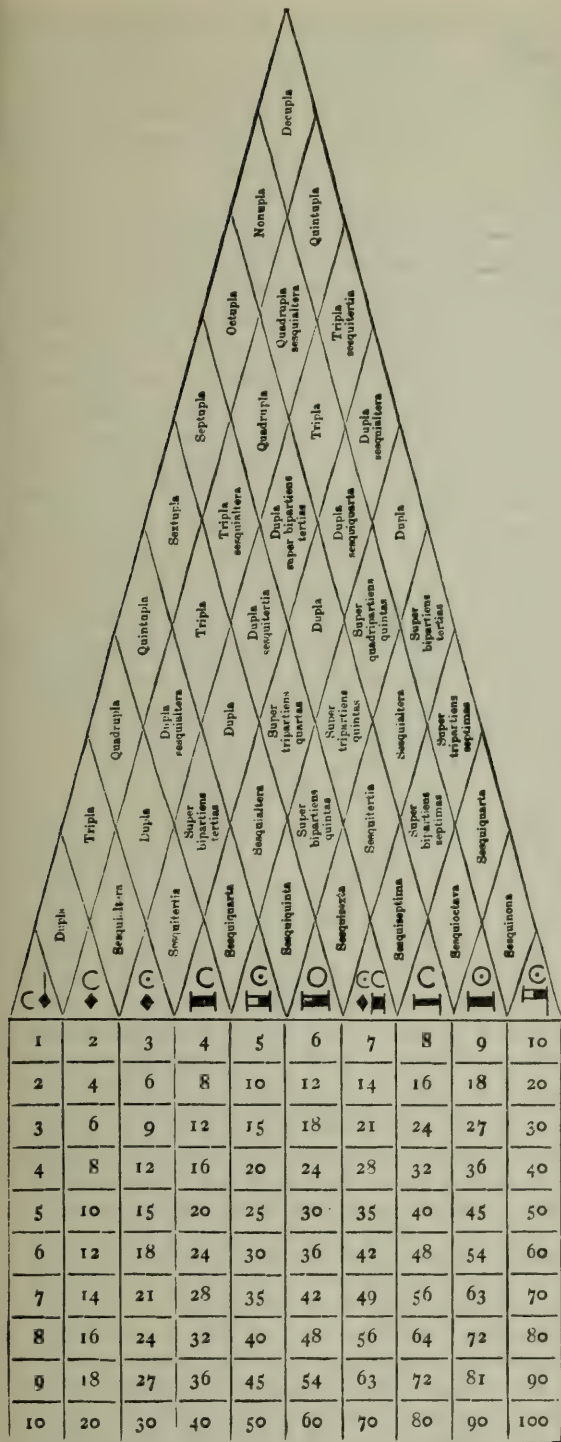 Decupla
Nonupla
Quintupla
Octupla
Quadrupla
sesquialtera
Tripla
sesquitertia
Septupla
Quadrupla
Tripla
Dupla
sesquialtera
Sextupla
Tripla
sesquialtera
Dupla
super bipartiens
tertias
Dupla
sesquiquarta
Dupla
Quintupla
Tripla
Dupla
sesquitertia
Dupla
Super
quadripartiens
quintas
Super
bipartiens
tertias
Quadrupla
Dupla
sesquialtera
Dupla
Super
tripartiens
quartas
Super
tripartiens
quintas
Sesquialtera
Super
tripartiens
septimas
Tripla
Dupla
Super
bipartiens
tertias
Sesquialtera
Super
bipartiens
quintas
Sesquitertia
Super
bipartiens
septimas
Sesquiquarta
Dupla
Sesquialtera
Sesquitertia
Sesquiquarta
Sesquiquinta
Sesquisexta
Sesquiseptima
Sesquioctava
Sesquinona
1 2 3 4 5 6 7 8 9 10
2 4 6 8 10 12 14 16 18 20
3 6 9 12 15 18 21 24 27 30
4 8 12 16 20 24 28 32 36 40
5 10 15 20 25 30 35 40 45 50
6 12 18 24 30 36 42 48 54 60
7 14 21 28 35 42 49 56 63 70
8 16 24 32 40 48 56 64 72 80
9 18 27 36 45 54 63 72 81 90
10 20 30 40 50 60 70 80 90 100